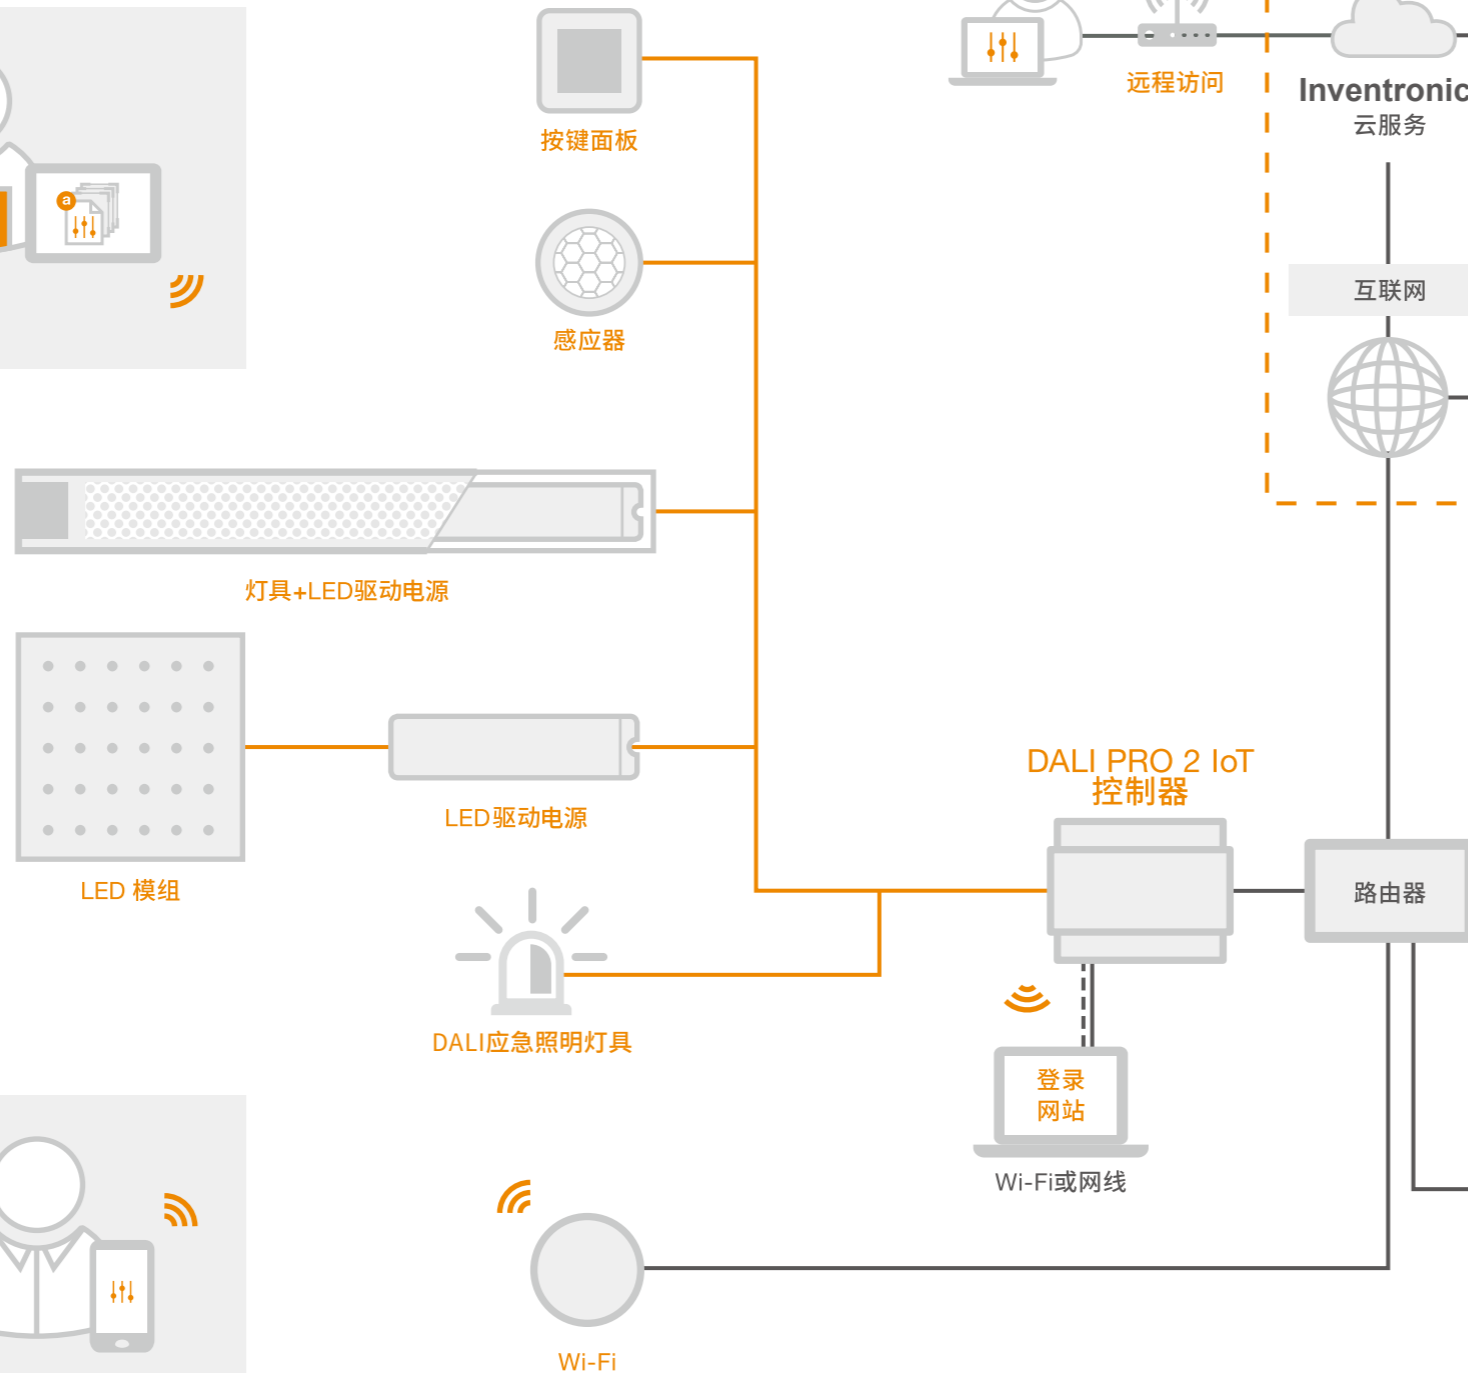 远程访问
Inventronic
云服务
按键面板
a
互联网
感应器
灯具+LED驱动电源
DALI PRO 2 IoT
控制器
LED驱动电源
LED 模组
路由器
DALI应急照明灯具
登录
网站
Wi-Fi或网线
Wi-Fi